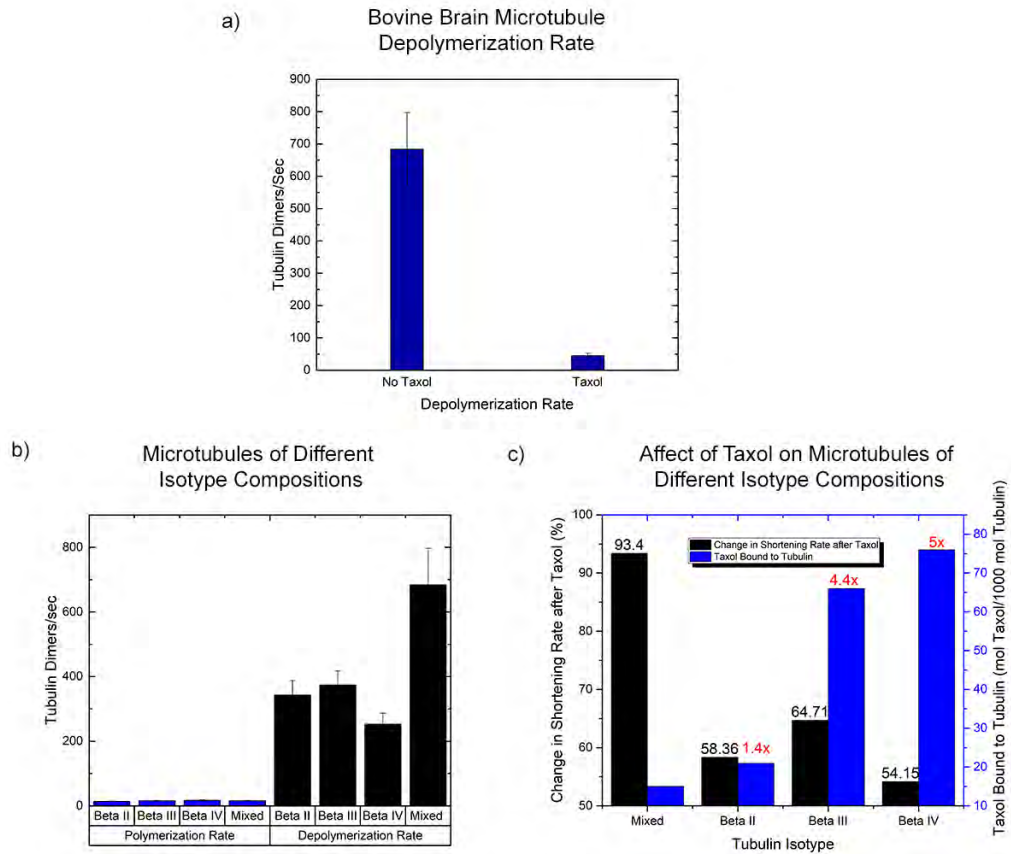 a)
Bovine Brain Microtubule
Depolymerization Rate
900
800
700
600
500
400
300
200
100
0
Tubulin Dimers/Sec
No Taxol
Taxol
Depolymerization Rate
b)
Microtubules of Different
Isotype Compositions
800
600
400
200
0
Tubulin Dimers/sec
Beta II
Beta III
Beta IV
Mixed
Beta II
Beta III
Beta IV
Mixed
Polymerization Rate
Depolymerization Rate
c)
Affect of Taxol on Microtubules of
Different Isotype Compositions
100
90
80
70
60
50
Change in Shortening Rate after Taxol (%)
Change in Shortening Rate after Taxol
Taxol Bound to Tubulin
93.4
58.36
1.4x
64.71
4.4x
54.15
5x
80
70
60
50
40
30
20
10
Taxol Bound to Tubulin (mol Taxol/1000 mol Tubulin)
Mixed
Beta II
Beta III
Beta IV
Tubulin Isotype